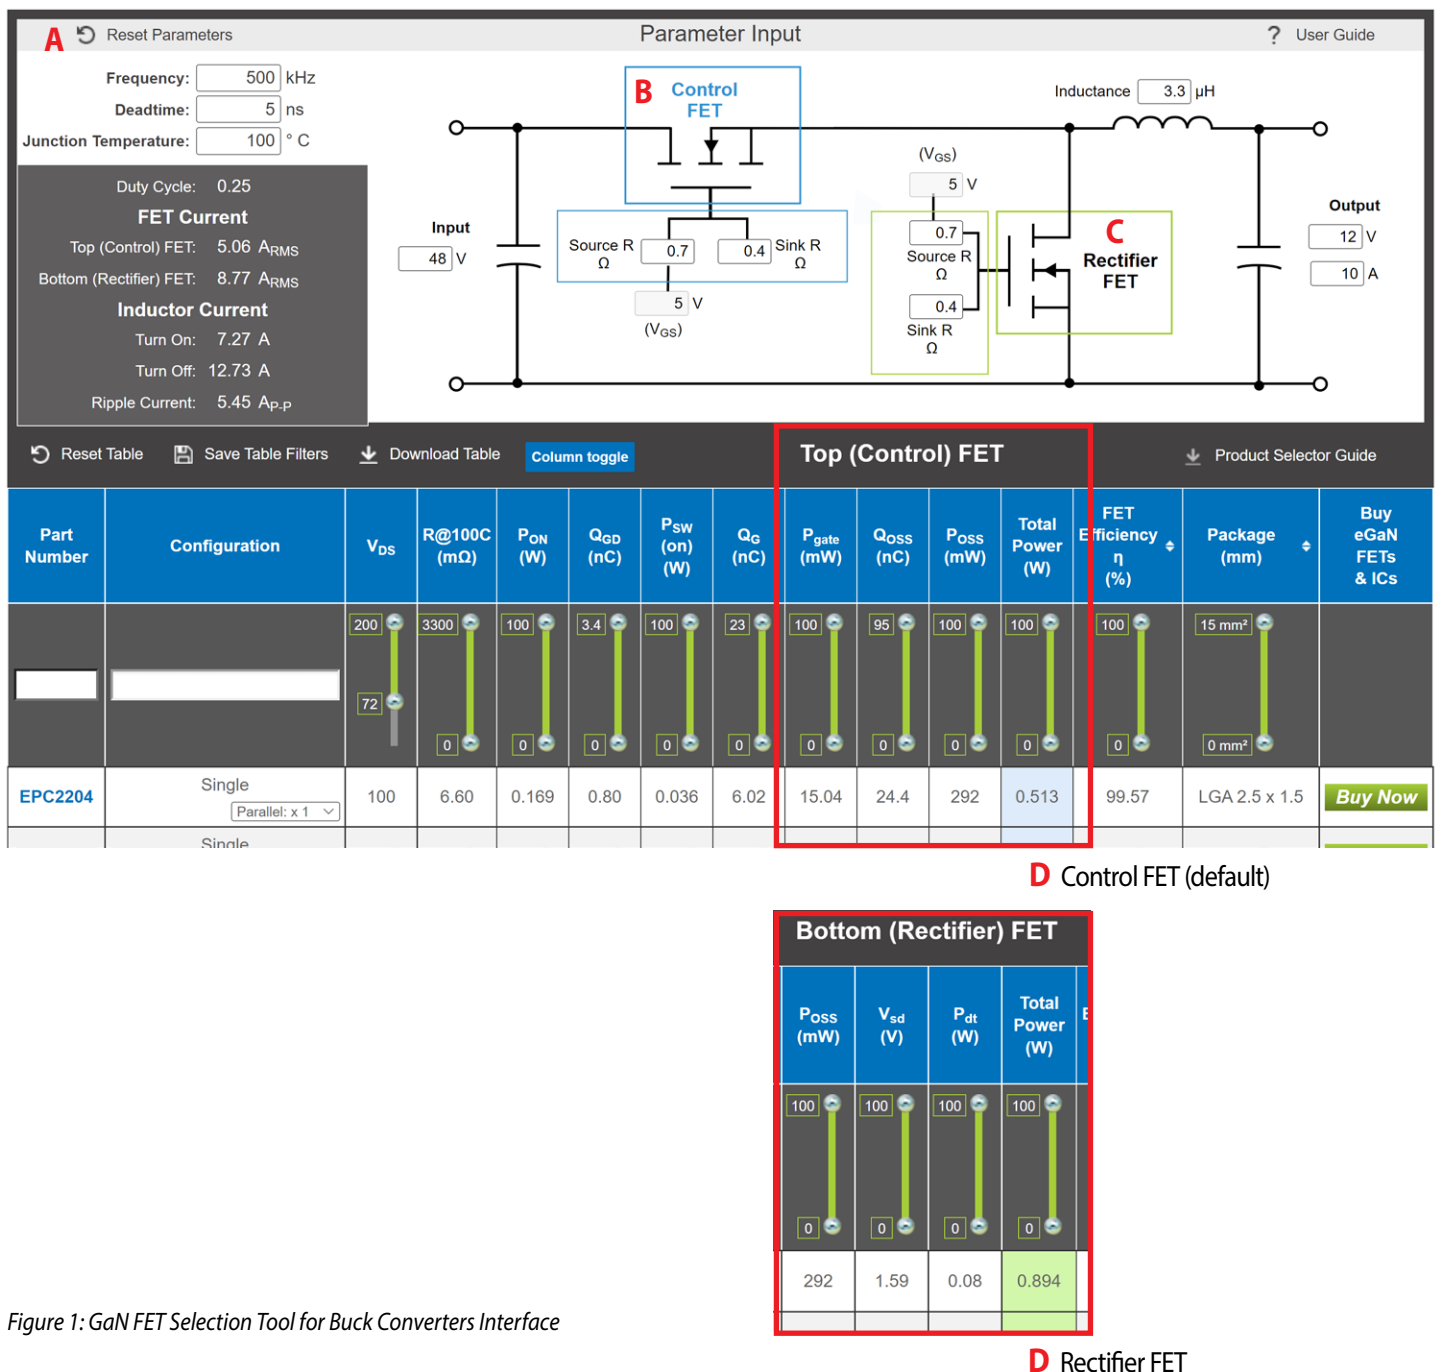 A Reset Parameters
Parameter Input
? User Guide
Frequency: 500 kHz
Deadtime: 5 ns
Junction Temperature: 100 ° C
Duty Cycle: 0.25
FET Current
Top (Control) FET: 5.06 ARMS
Bottom (Rectifier) FET: 8.77 ARMS
Inductor Current
Turn On: 7.27 A
Turn Off: 12.73 A
Ripple Current: 5.45 AP-P
Input
48 V
B Control
FET
Source R
Ω
0.7
0.4
Sink R
Ω
5 V
(VGS)
(VGS)
5 V
0.7
Source R
Ω
0.4
Sink R
Ω
C
Rectifier
FET
Inductance 3.3 µH
Output
12 V
10 A
Reset Table
Save Table Filters
Download Table
Column toggle
Top (Control) FET
Product Selector Guide
Part
Number
Configuration
VDS
R@100C
(mΩ)
PON
(W)
QGD
(nC)
PSW
(on)
(W)
QG
(nC)
Pgate
(mW)
QOSS
(nC)
POSS
(mW)
Total
Power
(W)
FET
Efficiency
η
(%)
Package
(mm)
Buy
eGaN
FETs
& ICs
200 3300 100 3.4 100 23 100 95 100 100 100 15 mm²
72
0 0 0 0 0 0 0 0 0 0 0 mm²
EPC2204
Single
Parallel: x 1
100 6.60 0.169 0.80 0.036 6.02 15.04 24.4 292 0.513 99.57 LGA 2.5 x 1.5 Buy Now
Single
D Control FET (default)
Bottom (Rectifier) FET
POSS
(mW)
Vsd
(V)
Pdt
(W)
Total
Power
(W)
E
100 100 100 100
0 0 0 0
292 1.59 0.08 0.894
Figure 1: GaN FET Selection Tool for Buck Converters Interface
D Rectifier FET